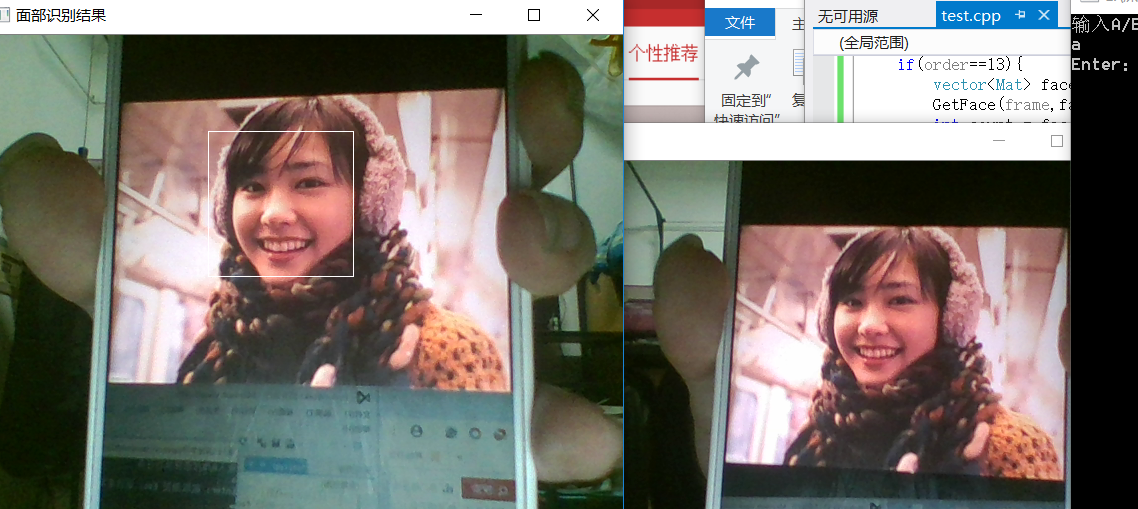 面部识别结果
个性推荐
文件
主
固定到“
快速访问”
复
无可用源
test.cpp
(全局范围)
if(order==13){
vector<Mat> face
GetFace(frame,fa
输入A/B
a
Enter: